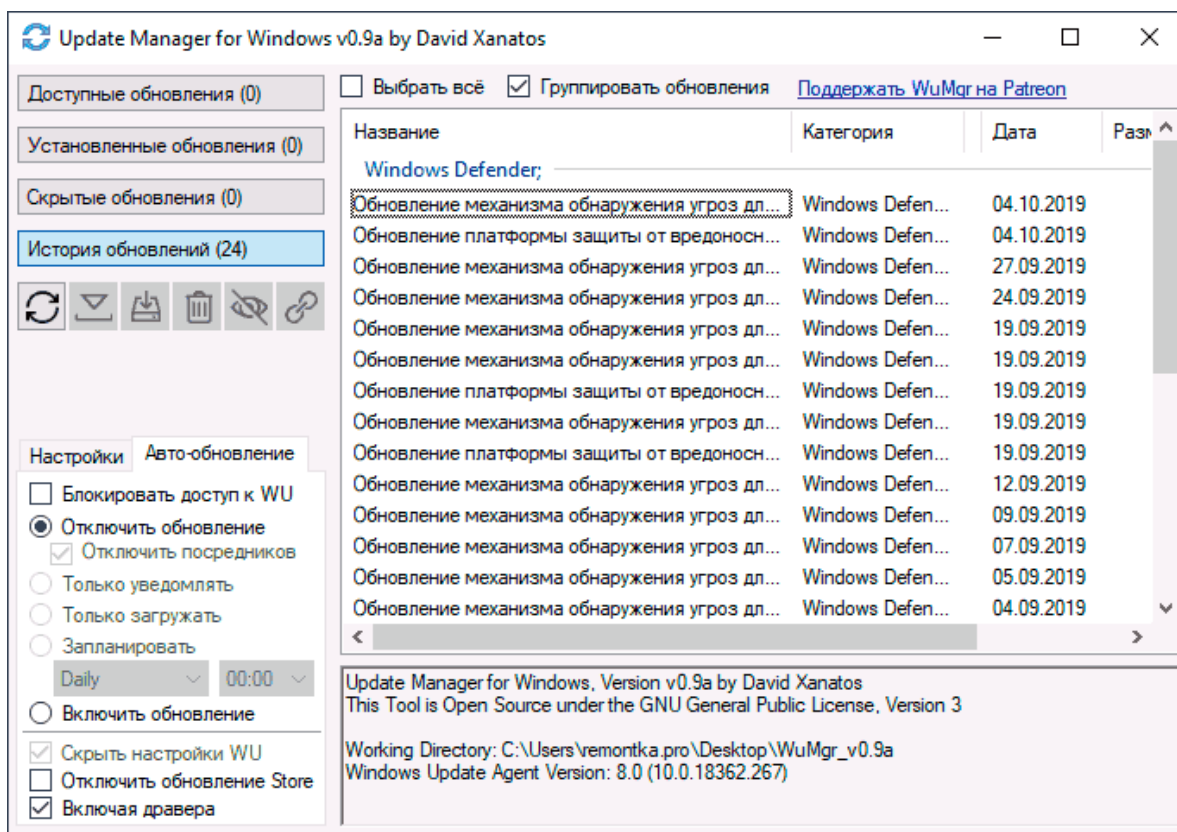 Update Manager for Windows v0.9a by David Xanatos
Доступные обновления (0)
Установленные обновления (0)
Скрытые обновления (0)
История обновлений (24)
Настройки Авто-обновление
Блокировать доступ к WU
Отключить обновление
Отключить посредников
Только уведомлять
Только загружать
Запланировать
Daily 00:00
Включить обновление
Скрыть настройки WU
Отключить обновление Store
Включая дравера
Выбрать всё Группировать обновления Поддержать WuMgr на Patreon
Название Категория Дата Разм
Windows Defender;
Обновление механизма обнаружения угроз дл... Windows Defen... 04.10.2019
Обновление платформы защиты от вредоносн... Windows Defen... 04.10.2019
Обновление механизма обнаружения угроз дл... Windows Defen... 27.09.2019
Обновление механизма обнаружения угроз дл... Windows Defen... 24.09.2019
Обновление механизма обнаружения угроз дл... Windows Defen... 19.09.2019
Обновление механизма обнаружения угроз дл... Windows Defen... 19.09.2019
Обновление платформы защиты от вредоносн... Windows Defen... 19.09.2019
Обновление механизма обнаружения угроз дл... Windows Defen... 19.09.2019
Обновление платформы защиты от вредоносн... Windows Defen... 19.09.2019
Обновление механизма обнаружения угроз дл... Windows Defen... 12.09.2019
Обновление механизма обнаружения угроз дл... Windows Defen... 09.09.2019
Обновление механизма обнаружения угроз дл... Windows Defen... 07.09.2019
Обновление механизма обнаружения угроз дл... Windows Defen... 05.09.2019
Обновление механизма обнаружения угроз дл... Windows Defen... 04.09.2019
Update Manager for Windows, Version v0.9a by David Xanatos
This Tool is Open Source under the GNU General Public License, Version 3
Working Directory: C:\Users\remontka.pro\Desktop\WuMgr_v0.9a
Windows Update Agent Version: 8.0 (10.0.18362.267)